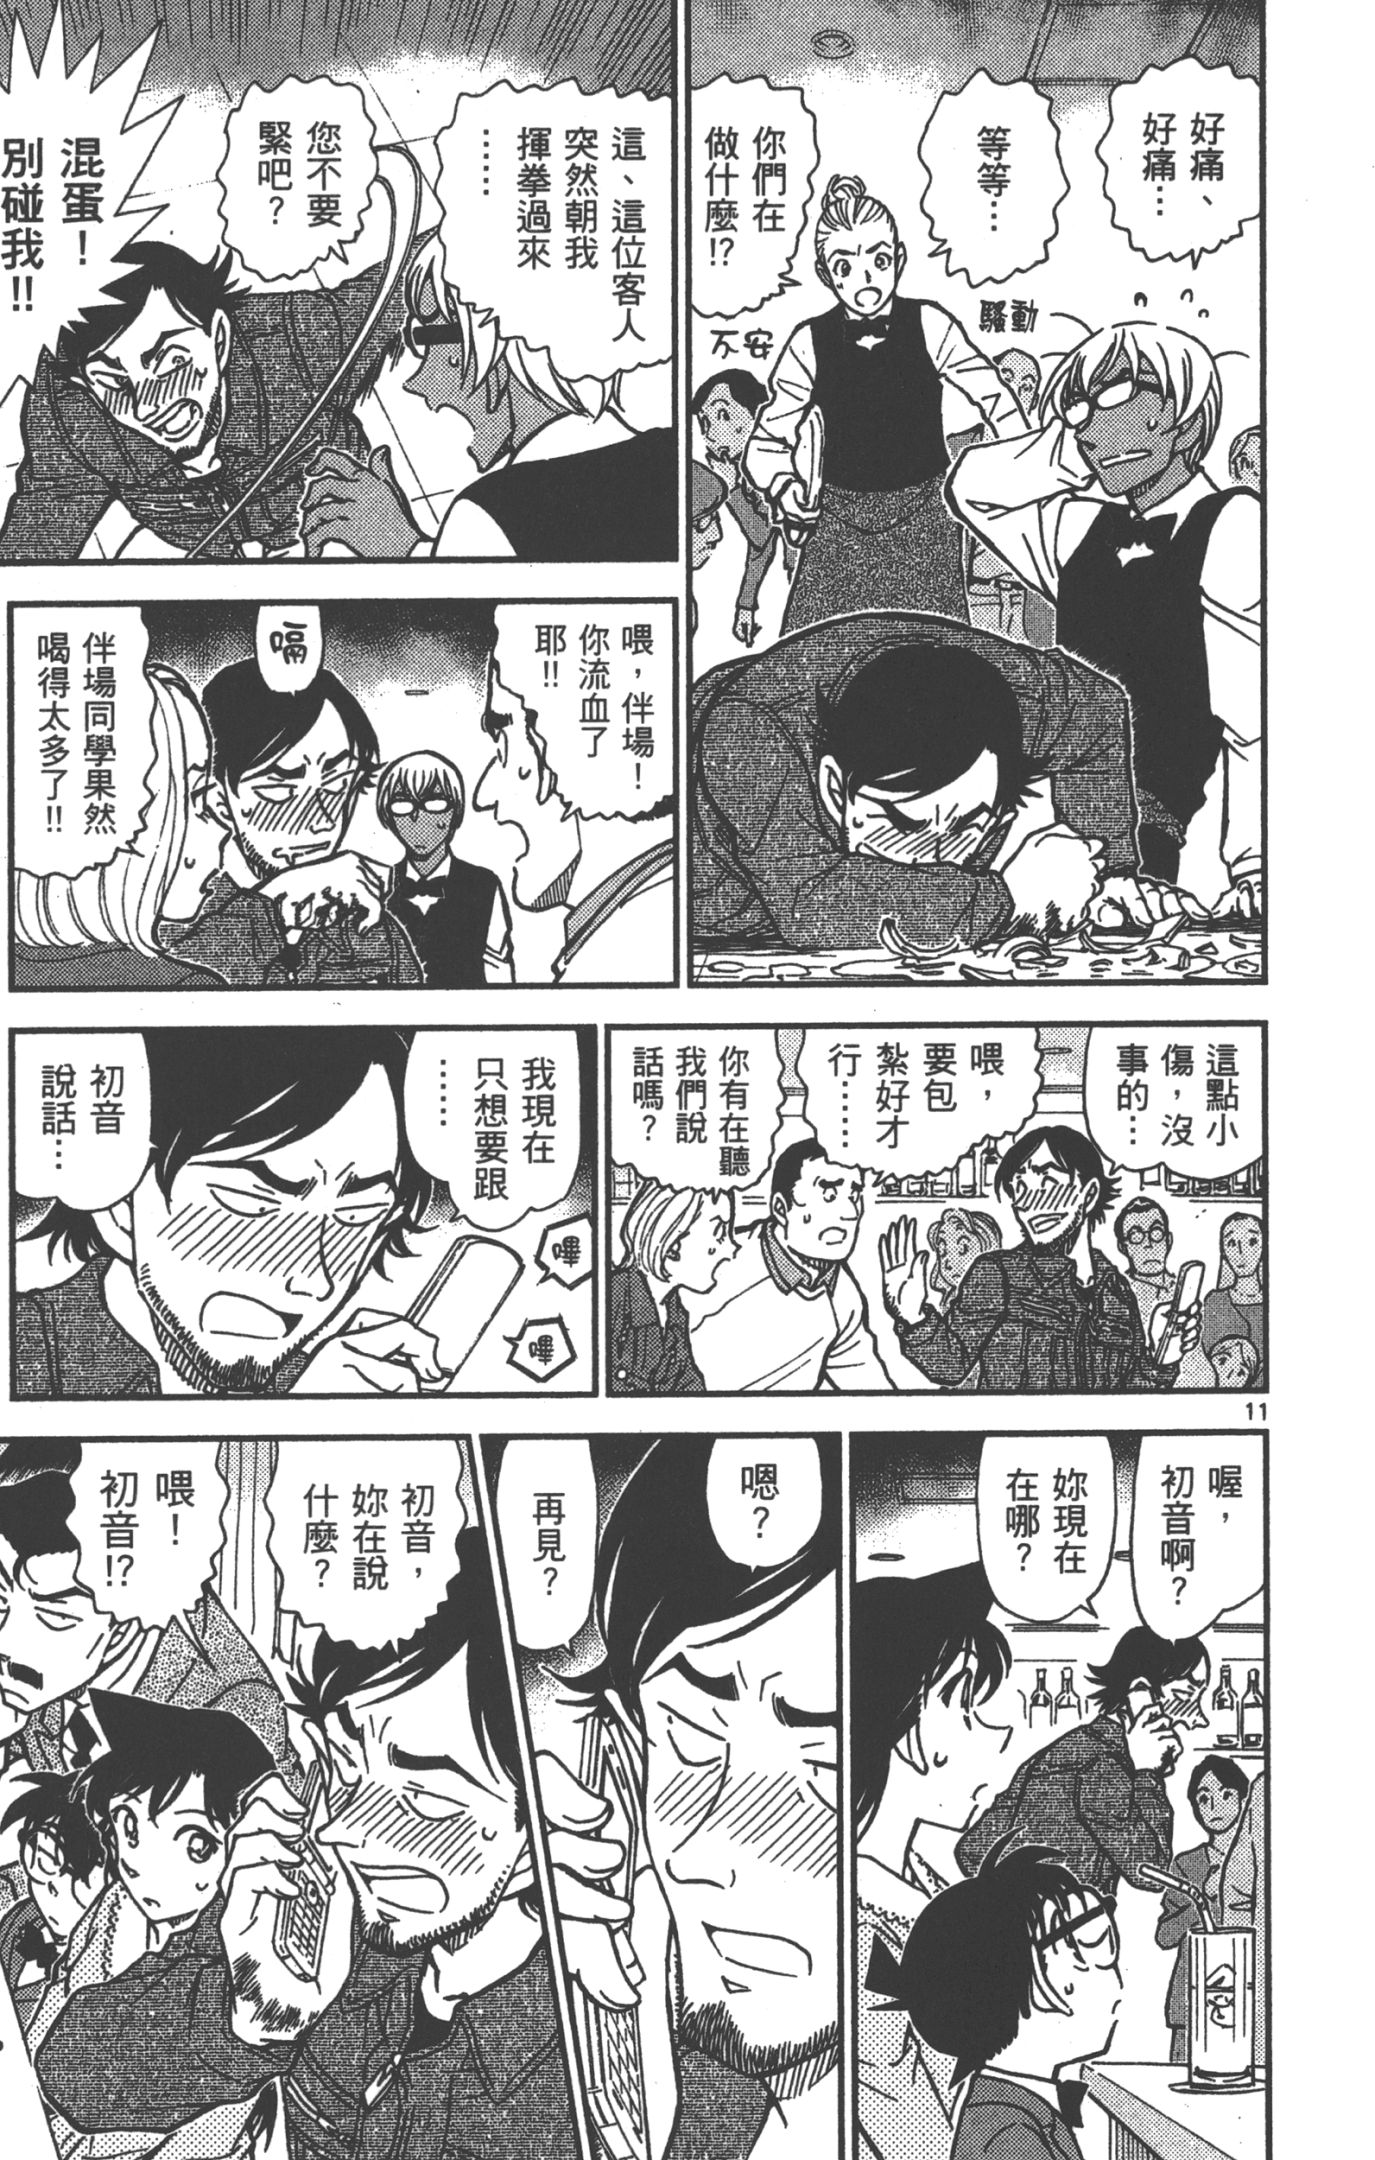 好痛、
好痛…
等等…
你們在
做什麼!?
騷動
不安
這、這位客人
突然朝我
揮拳過來
……
您不要
緊吧？
混蛋！
別碰我!!
喂，伴場！
你流血了
耶!!
嗝
伴場同學果然
喝得太多了!!
這點小
傷，沒
事的…
喂，
要包
紮好才
行……
你有在聽
我們說
話嗎？
我現在
只想要跟
……
初音
說話…
嗶
嗶
11
喔，
初音啊？
妳現在
在哪？
嗯？
再見？
初音，
妳在說
什麼？
喂！
初音!?